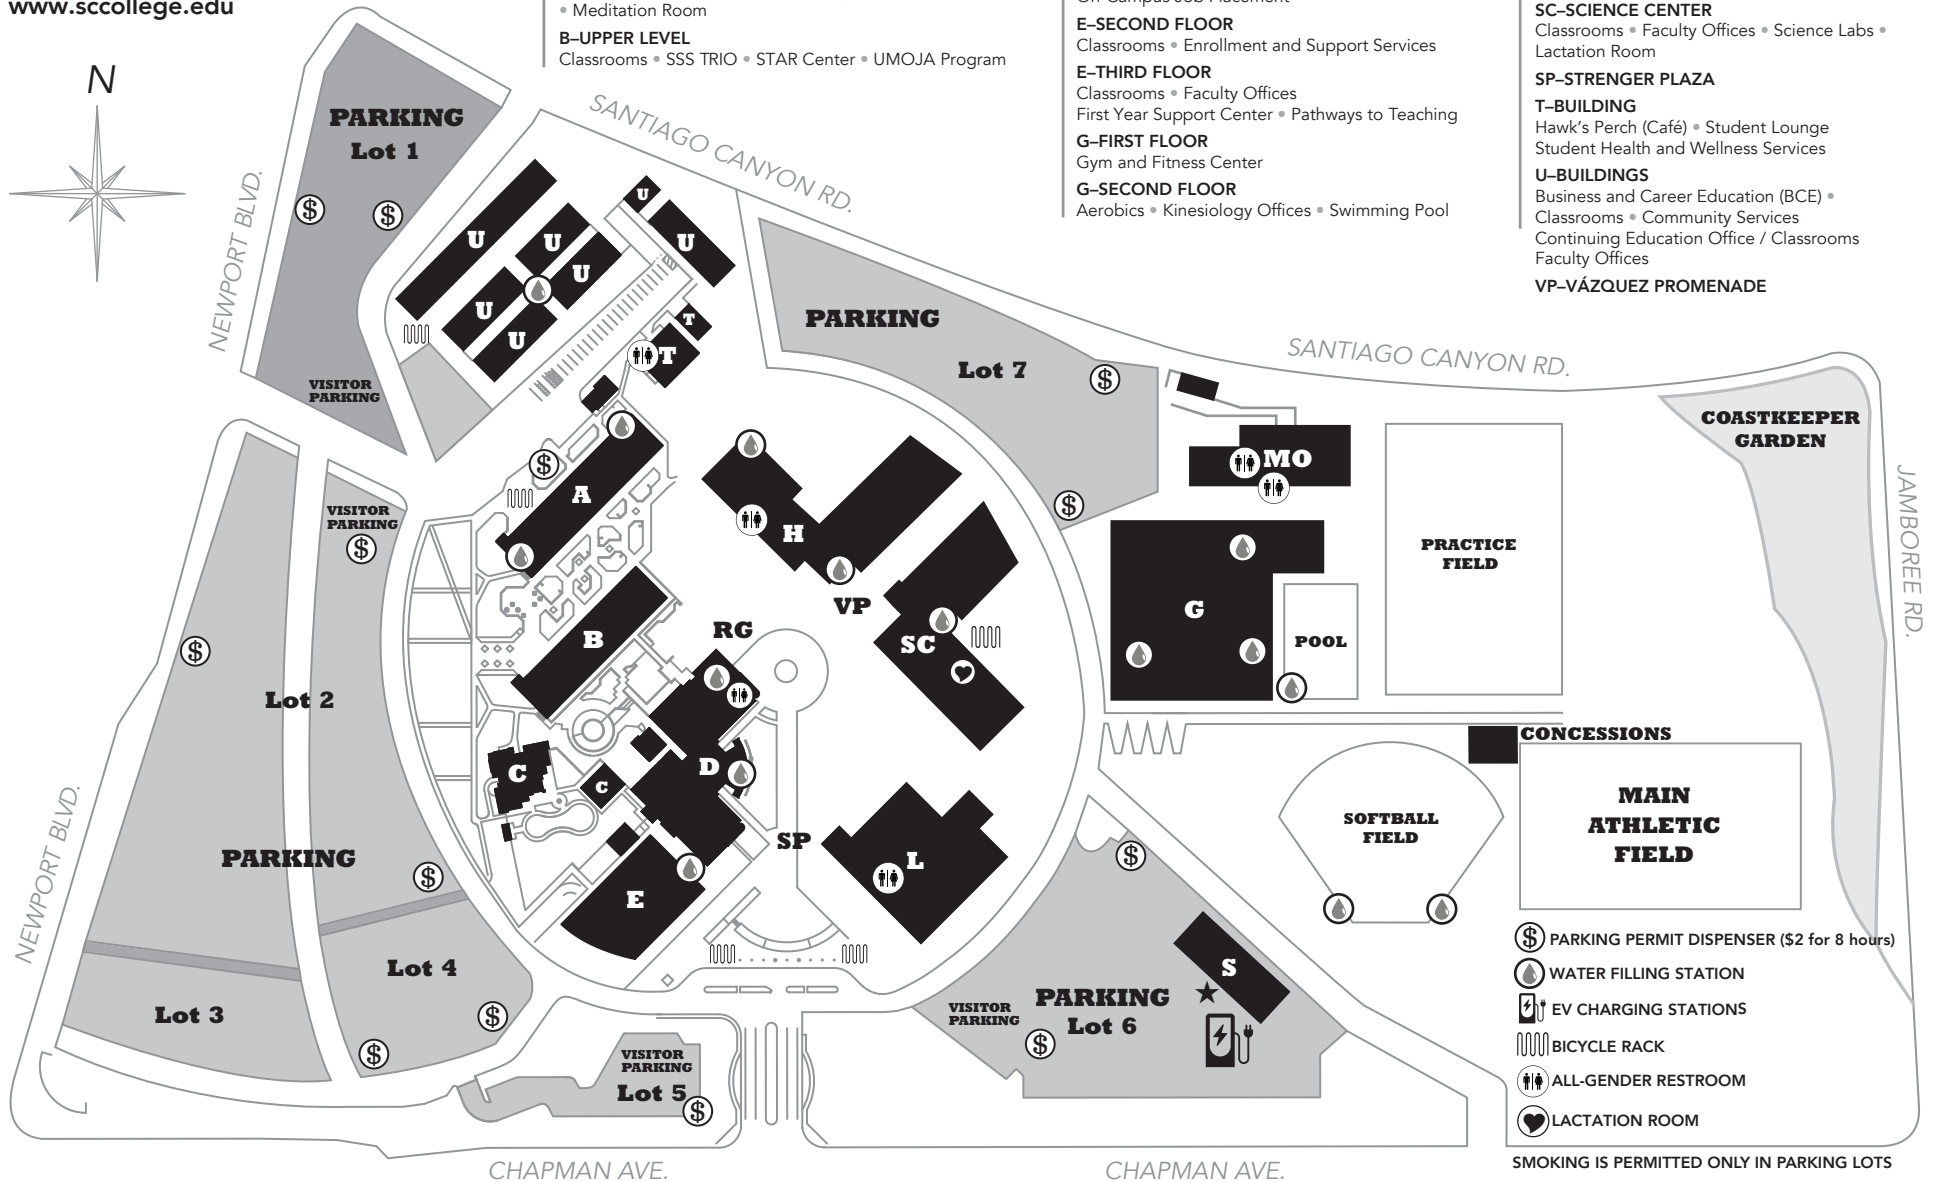 www.sccollege.edu
• Meditation Room
B–UPPER LEVEL
Classrooms • SSS TRIO • STAR Center • UMOJA Program
E–SECOND FLOOR
Classrooms • Enrollment and Support Services
E–THIRD FLOOR
Classrooms • Faculty Offices
First Year Support Center • Pathways to Teaching
G–FIRST FLOOR
Gym and Fitness Center
G–SECOND FLOOR
Aerobics • Kinesiology Offices • Swimming Pool
SC–SCIENCE CENTER
Classrooms • Faculty Offices • Science Labs •
Lactation Room
SP–STRENGER PLAZA
T–BUILDING
Hawk's Perch (Café) • Student Lounge
Student Health and Wellness Services
U–BUILDINGS
Business and Career Education (BCE) •
Classrooms • Community Services
Continuing Education Office / Classrooms
Faculty Offices
VP–VÁZQUEZ PROMENADE
N
NEWPORT BLVD.
SANTIAGO CANYON RD.
PARKING
Lot 1
$
$
VISITOR
PARKING
U
U
U
U
U
U
U
T
T
PARKING
Lot 7
$
$
SANTIAGO CANYON RD.
COASTKEEPER
GARDEN
JAMBOREE RD.
MO
PRACTICE
FIELD
G
POOL
VISITOR
PARKING
$
$
$
A
B
H
VP
RG
SC
C
C
D
SP
L
E
Lot 2
PARKING
$
NEWPORT BLVD.
Lot 4
$
$
Lot 3
VISITOR
PARKING
Lot 5
$
VISITOR
PARKING
$
PARKING
Lot 6
$
S
CONCESSIONS
SOFTBALL
FIELD
MAIN
ATHLETIC
FIELD
$ PARKING PERMIT DISPENSER ($2 for 8 hours)
WATER FILLING STATION
EV CHARGING STATIONS
BICYCLE RACK
ALL-GENDER RESTROOM
LACTATION ROOM
SMOKING IS PERMITTED ONLY IN PARKING LOTS
CHAPMAN AVE.
CHAPMAN AVE.